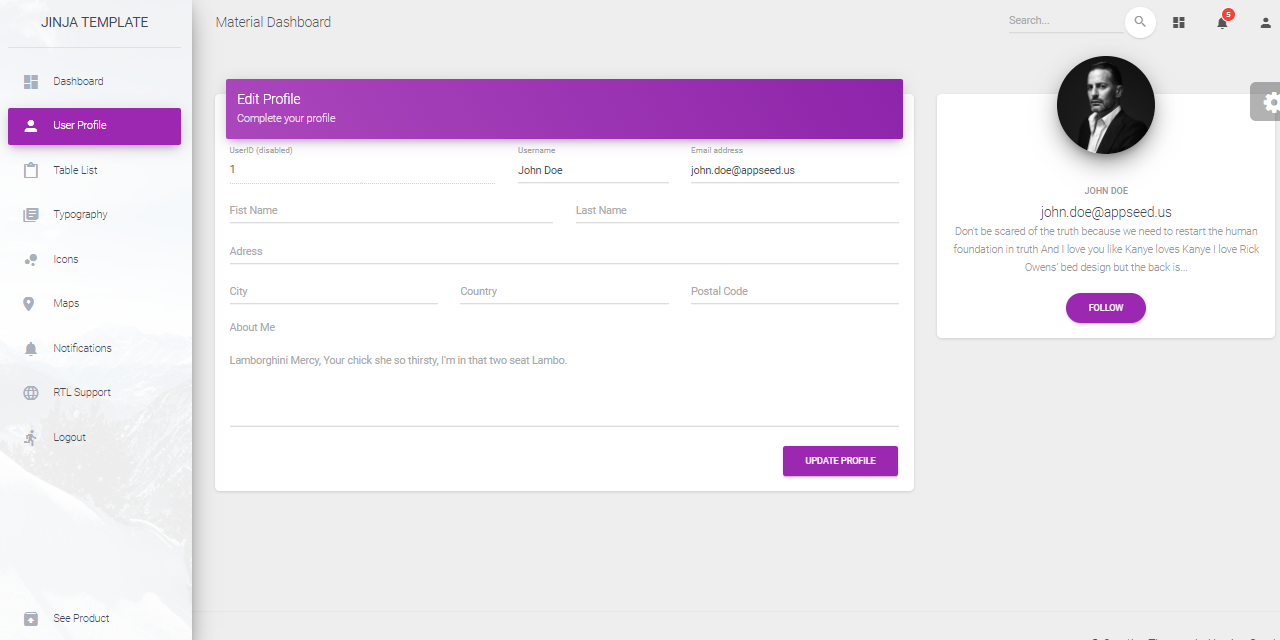 JINJA TEMPLATE
Material Dashboard
Search...
5
Dashboard
User Profile
Table List
Typography
Icons
Maps
Notifications
RTL Support
Logout
See Product
Edit Profile
Complete your profile
UserID (disabled)
Username
Email address
1
John Doe
john.doe@appseed.us
Fist Name
Last Name
Adress
City
Country
Postal Code
About Me
Lamborghini Mercy, Your chick she so thirsty, I'm in that two seat Lambo.
UPDATE PROFILE
JOHN DOE
john.doe@appseed.us
Don't be scared of the truth because we need to restart the human
foundation in truth And I love you like Kanye loves Kanye I love Rick
Owens' bed design but the back is...
FOLLOW